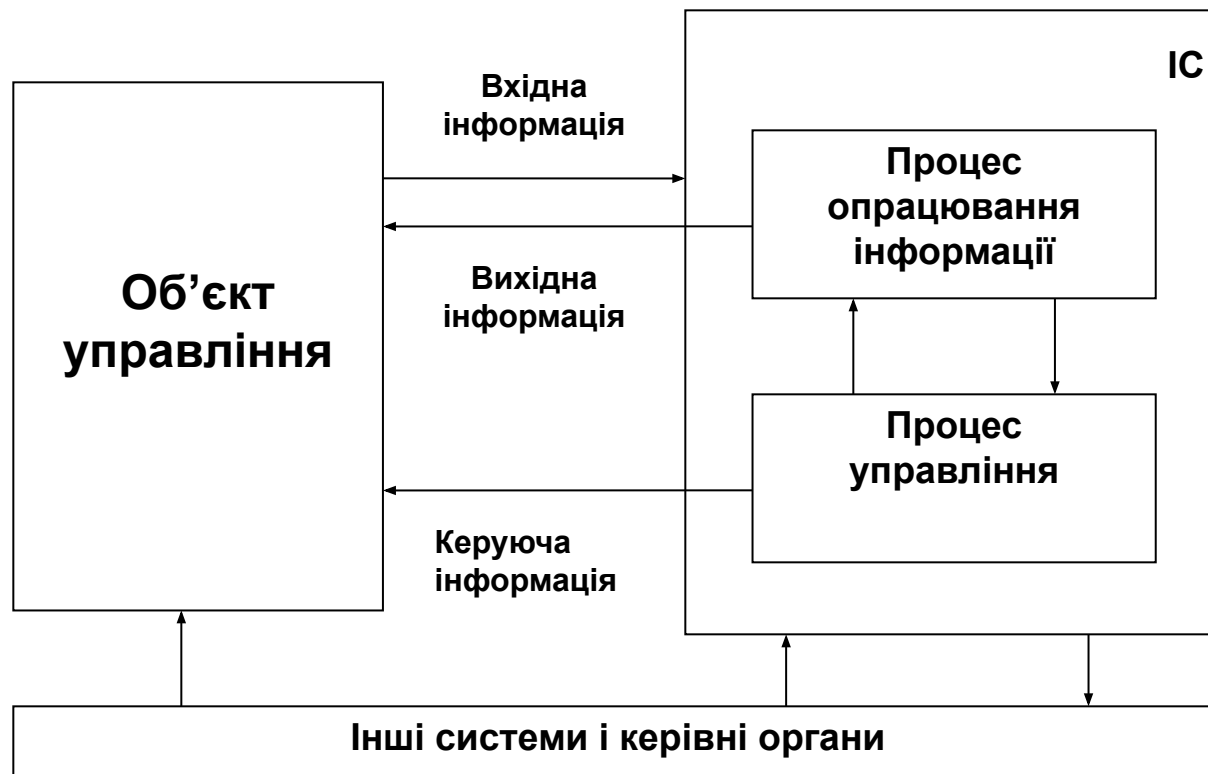 ІС
Вхідна
інформація
Процес
опрацювання
інформації
Об’єкт
управління
Вихідна
інформація
Процес
управління
Керуюча
інформація
Інші системи і керівні органи